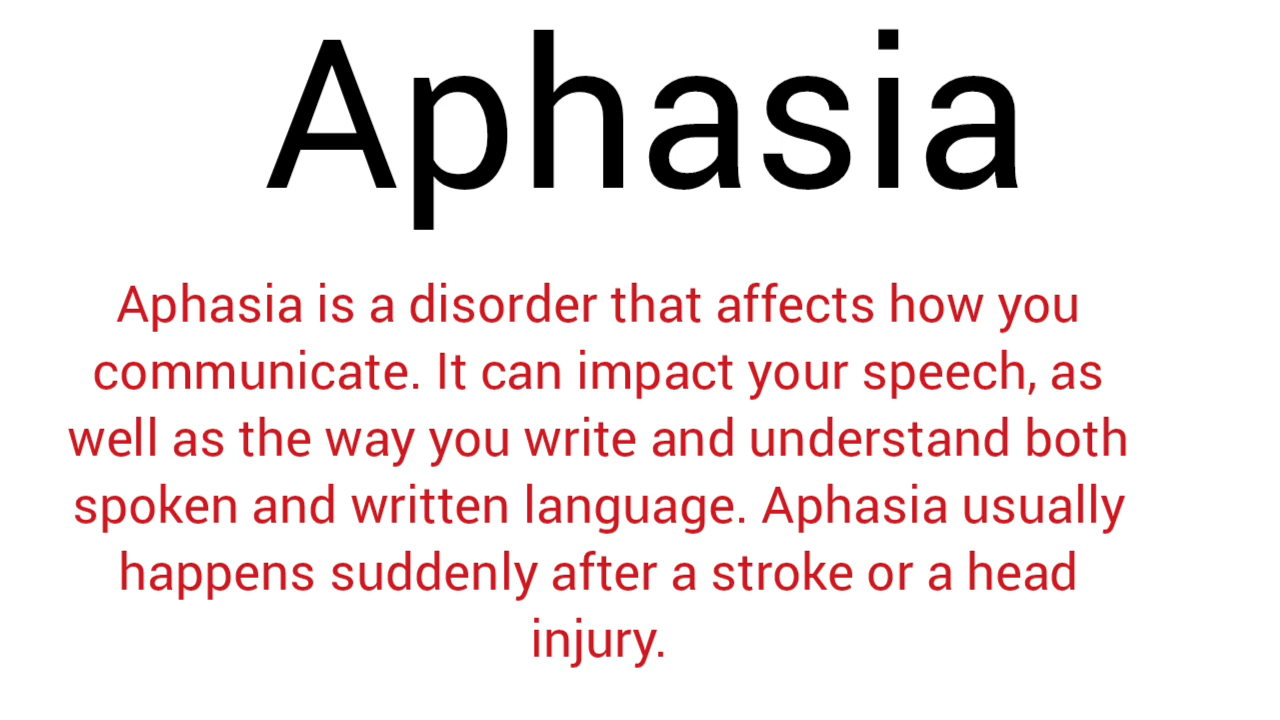 Aphasia
Aphasia is a disorder that affects how you
communicate. It can impact your speech, as
well as the way you write and understand both
spoken and written language. Aphasia usually
happens suddenly after a stroke or a head
injury.